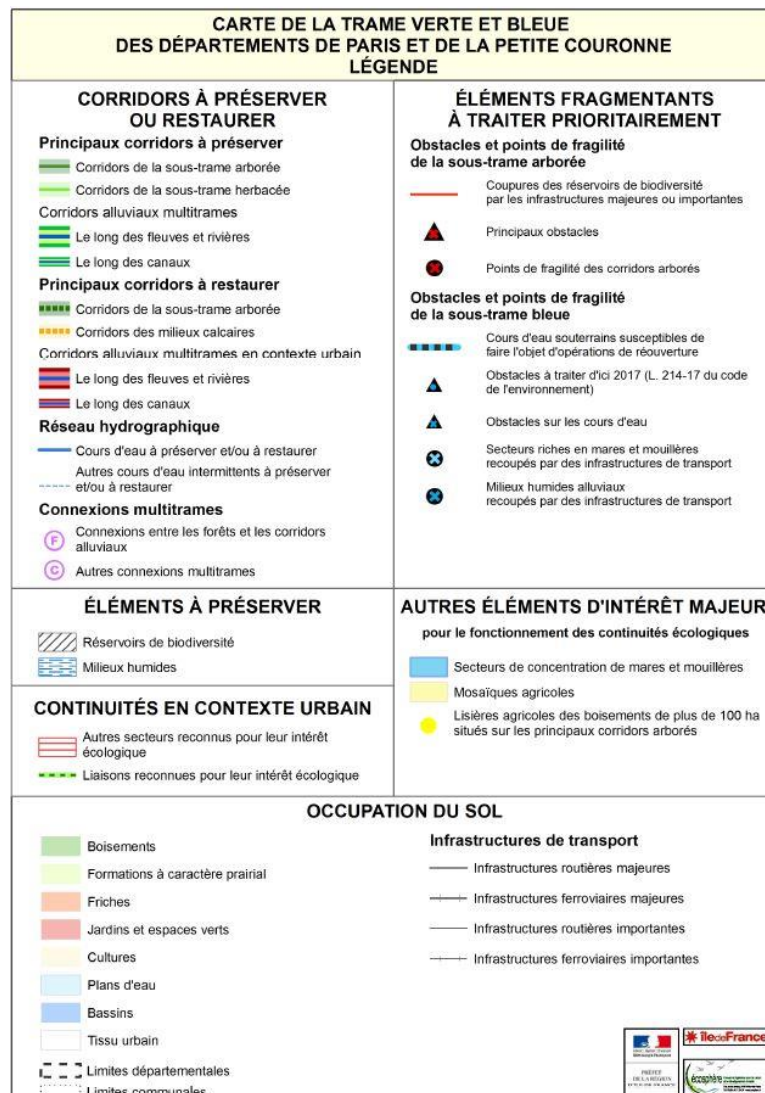 CARTE DE LA TRAME VERTE ET BLEUE
DES DÉPARTEMENTS DE PARIS ET DE LA PETITE COURONNE
LÉGENDE
CORRIDORS À PRÉSERVER
OU RESTAURER
Principaux corridors à préserver
Corridors de la sous-trame arborée
Corridors de la sous-trame herbacée
Corridors alluviaux multitrames
Le long des fleuves et rivières
Le long des canaux
Principaux corridors à restaurer
Corridors de la sous-trame arborée
Corridors des milieux calcaires
Corridors alluviaux multitrames en contexte urbain
Le long des fleuves et rivières
Le long des canaux
Réseau hydrographique
Cours d'eau à préserver et/ou à restaurer
Autres cours d'eau intermittents à préserver
et/ou à restaurer
Connexions multitrames
F
Connexions entre les forêts et les corridors
alluviaux
C
Autres connexions multitrames
ÉLÉMENTS FRAGMENTANTS
À TRAITER PRIORITAIREMENT
Obstacles et points de fragilité
de la sous-trame arborée
Coupures des réservoirs de biodiversité
par les infrastructures majeures ou importantes
Principaux obstacles
Points de fragilité des corridors arborés
Obstacles et points de fragilité
de la sous-trame bleue
Cours d'eau souterrains susceptibles de
faire l'objet d'opérations de réouverture
Obstacles à traiter d'ici 2017 (L. 214-17 du code
de l'environnement)
Obstacles sur les cours d'eau
Secteurs riches en mares et mouillères
recoupés par des infrastructures de transport
Milieux humides alluviaux
recoupés par des infrastructures de transport
ÉLÉMENTS À PRÉSERVER
Réservoirs de biodiversité
Milieux humides
CONTINUITÉS EN CONTEXTE URBAIN
Autres secteurs reconnus pour leur intérêt
écologique
Liaisons reconnues pour leur intérêt écologique
AUTRES ÉLÉMENTS D'INTÉRÊT MAJEUR
pour le fonctionnement des continuités écologiques
Secteurs de concentration de mares et mouillères
Mosaïques agricoles
Lisières agricoles des boisements de plus de 100 ha
situés sur les principaux corridors arborés
OCCUPATION DU SOL
Boisements
Formations à caractère prairial
Friches
Jardins et espaces verts
Cultures
Plans d'eau
Bassins
Tissu urbain
Limites départementales
Limites communales
Infrastructures de transport
Infrastructures routières majeures
Infrastructures ferroviaires majeures
Infrastructures routières importantes
Infrastructures ferroviaires importantes
PRÉFET
DE LA RÉGION
îledeFrance
écosphère